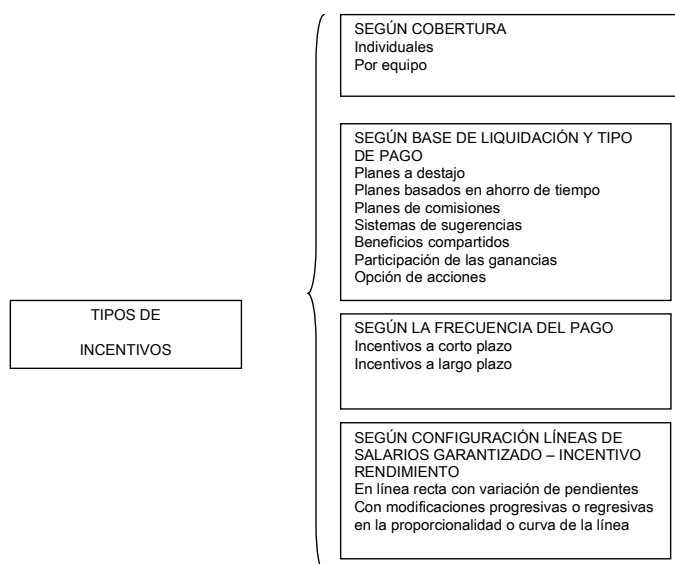 TIPOS DE
INCENTIVOS
SEGÚN COBERTURA
Individuales
Por equipo
SEGÚN BASE DE LIQUIDACIÓN Y TIPO
DE PAGO
Planes a destajo
Planes basados en ahorro de tiempo
Planes de comisiones
Sistemas de sugerencias
Beneficios compartidos
Participación de las ganancias
Opción de acciones
SEGÚN LA FRECUENCIA DEL PAGO
Incentivos a corto plazo
Incentivos a largo plazo
SEGÚN CONFIGURACIÓN LÍNEAS DE
SALARIOS GARANTIZADO – INCENTIVO
RENDIMIENTO
En línea recta con variación de pendientes
Con modificaciones progresivas o regresivas
en la proporcionalidad o curva de la línea